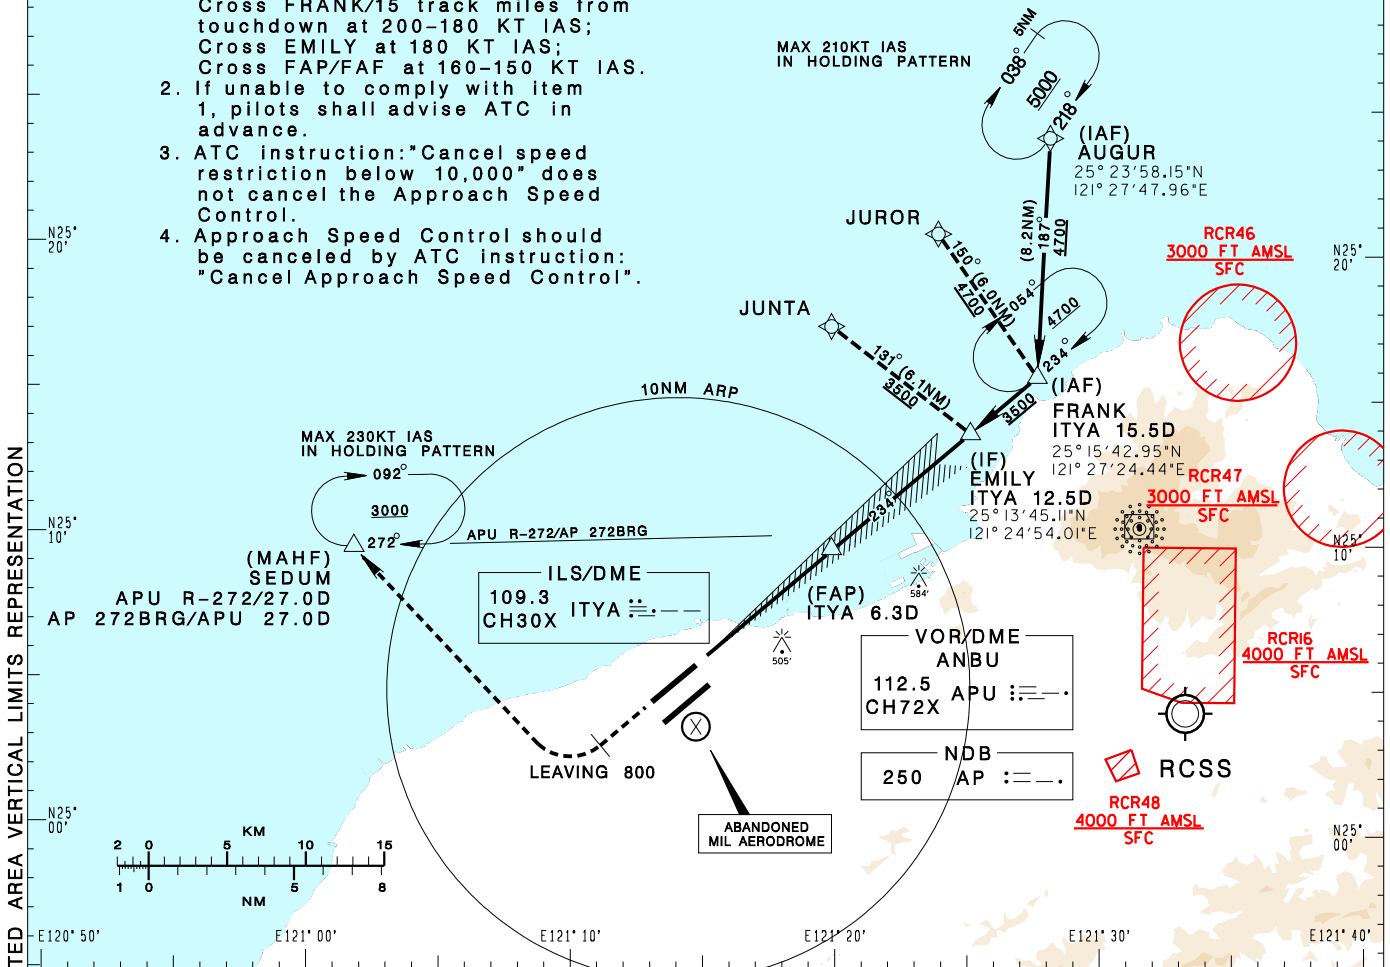 Cross FRANK/15 track miles from
touchdown at 200-180 KT IAS;
Cross EMILY at 180 KT IAS;
Cross FAP/FAF at 160-150 KT IAS.
2. If unable to comply with item
1, pilots shall advise ATC in
advance.
3. ATC instruction:"Cancel speed
restriction below 10,000" does
not cancel the Approach Speed
Control.
4. Approach Speed Control should
be canceled by ATC instruction:
"Cancel Approach Speed Control".
MAX 210KT IAS
IN HOLDING PATTERN
5NM
038°
5000
218°
(IAF)
AUGUR
25°23'58.15"N
121°27'47.96"E
(8.2NM)
187°
4700
JUROR
150° (6.0NM)
4700
054°
4700
234°
JUNTA
131° (6.1NM)
3500
(IAF)
FRANK
ITYA 15.5D
25°15'42.95"N
121°27'24.44"E
3500
(IF)
EMILY
ITYA 12.5D
25°13'45.11"N
121°24'54.01"E
RCR46
3000 FT AMSL
SFC
RCR47
3000 FT AMSL
SFC
RCR16
4000 FT AMSL
SFC
RCR48
4000 FT AMSL
SFC
RCSS
10NM ARP
MAX 230KT IAS
IN HOLDING PATTERN
092°
3000
272°
APU R-272/AP 272BRG
(MAHF)
SEDUM
APU R-272/27.0D
AP 272BRG/APU 27.0D
ILS/DME
109.3
CH30X
ITYA
234°
(FAP)
ITYA 6.3D
584'
505'
VOR/DME
ANBU
112.5
CH72X
APU
NDB
250
AP
LEAVING 800
ABANDONED
MIL AERODROME
KM
2 0 5 10 15
1 0 5 8
NM
N25°
20'
N25°
10'
N25°
00'
N25°
20'
N25°
10'
N25°
00'
E120°50'
E121°00'
E121°10'
E121°20'
E121°30'
E121°40'
TED AREA VERTICAL LIMITS REPRESENTATION